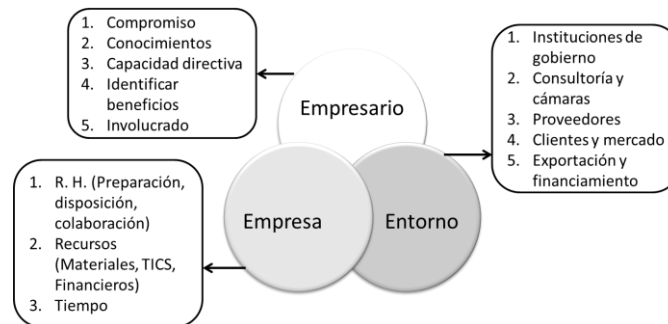 1. Compromiso
2. Conocimientos
3. Capacidad directiva
4. Identificar
beneficios
5. Involucrado
Empresario
1. Instituciones de
gobierno
2. Consultoría y
cámaras
3. Proveedores
4. Clientes y mercado
5. Exportación y
financiamiento
1. R. H. (Preparación,
disposición,
colaboración)
2. Recursos
(Materiales, TICS,
Financieros)
3. Tiempo
Empresa
Entorno